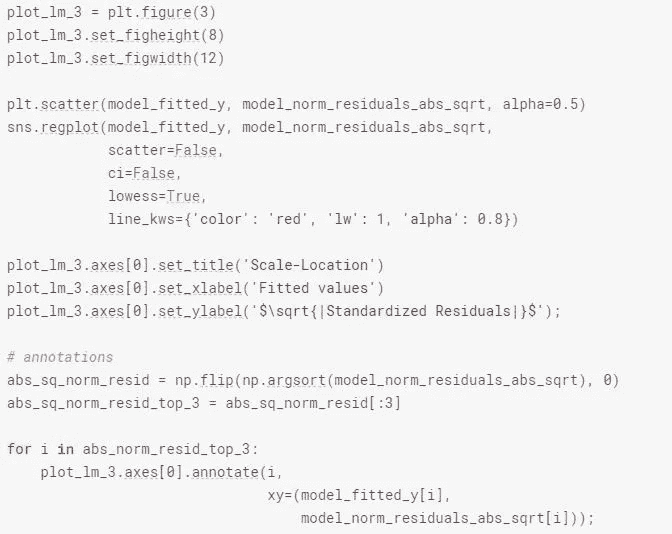 plot_lm_3 = plt.figure(3)
plot_lm_3.set_figheight(8)
plot_lm_3.set_figwidth(12)

plt.scatter(model_fitted_y, model_norm_residuals_abs_sqrt, alpha=0.5)
sns.regplot(model_fitted_y, model_norm_residuals_abs_sqrt,
            scatter=False,
            ci=False,
            lowess=True,
            line_kws={'color': 'red', 'lw': 1, 'alpha': 0.8})

plot_lm_3.axes[0].set_title('Scale-Location')
plot_lm_3.axes[0].set_xlabel('Fitted values')
plot_lm_3.axes[0].set_ylabel('$\sqrt{|Standardized Residuals|}$');

# annotations
abs_sq_norm_resid = np.flip(np.argsort(model_norm_residuals_abs_sqrt), 0)
abs_sq_norm_resid_top_3 = abs_sq_norm_resid[:3]

for i in abs_norm_resid_top_3:
    plot_lm_3.axes[0].annotate(i,
                               xy=(model_fitted_y[i],
                                   model_norm_residuals_abs_sqrt[i]));